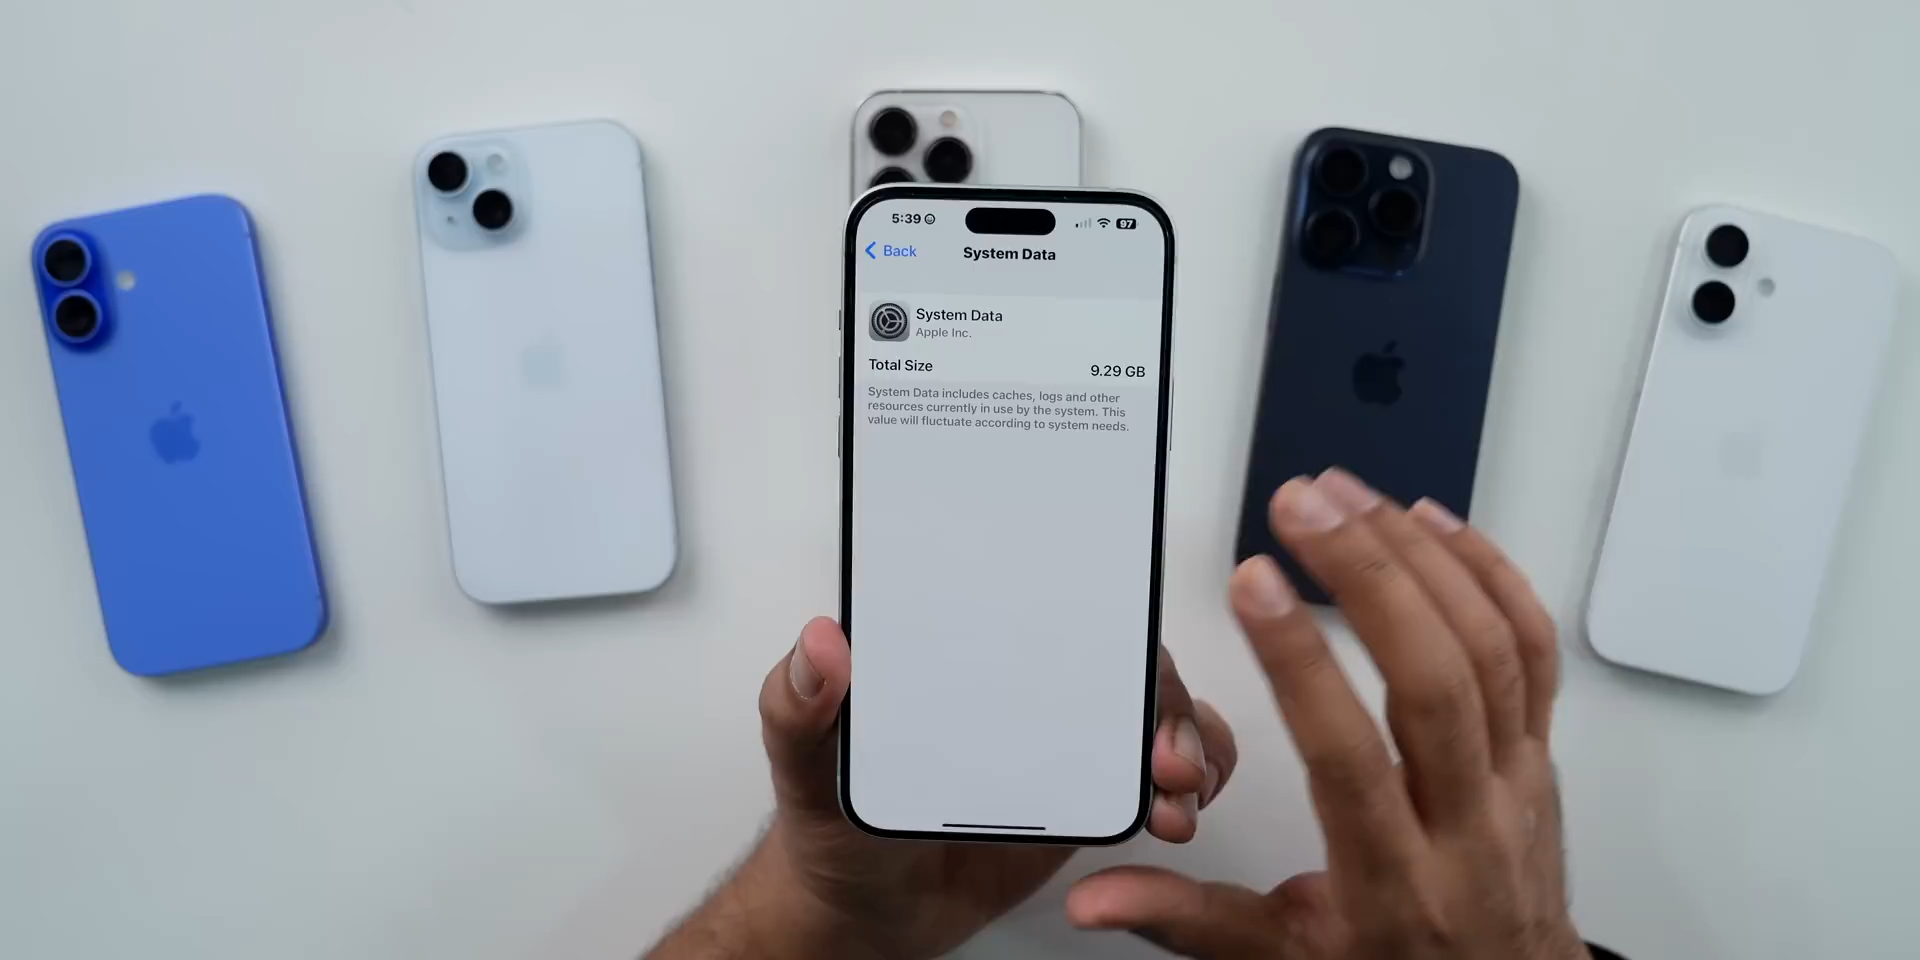 5:39
97
Back
System Data
System Data
Apple Inc.
Total Size
9.29 GB
System Data includes caches, logs and other
resources currently in use by the system. This
value will fluctuate according to system needs.